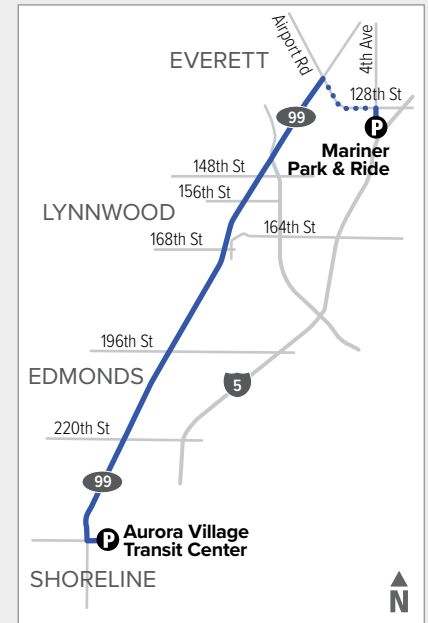 Airport Rd
4th Ave
EVERETT
128th St
99
P
Mariner
Park & Ride
148th St
156th St
LYNNWOOD
164th St
168th St
196th St
EDMONDS
5
220th St
99
P
Aurora Village
Transit Center
SHORELINE
N